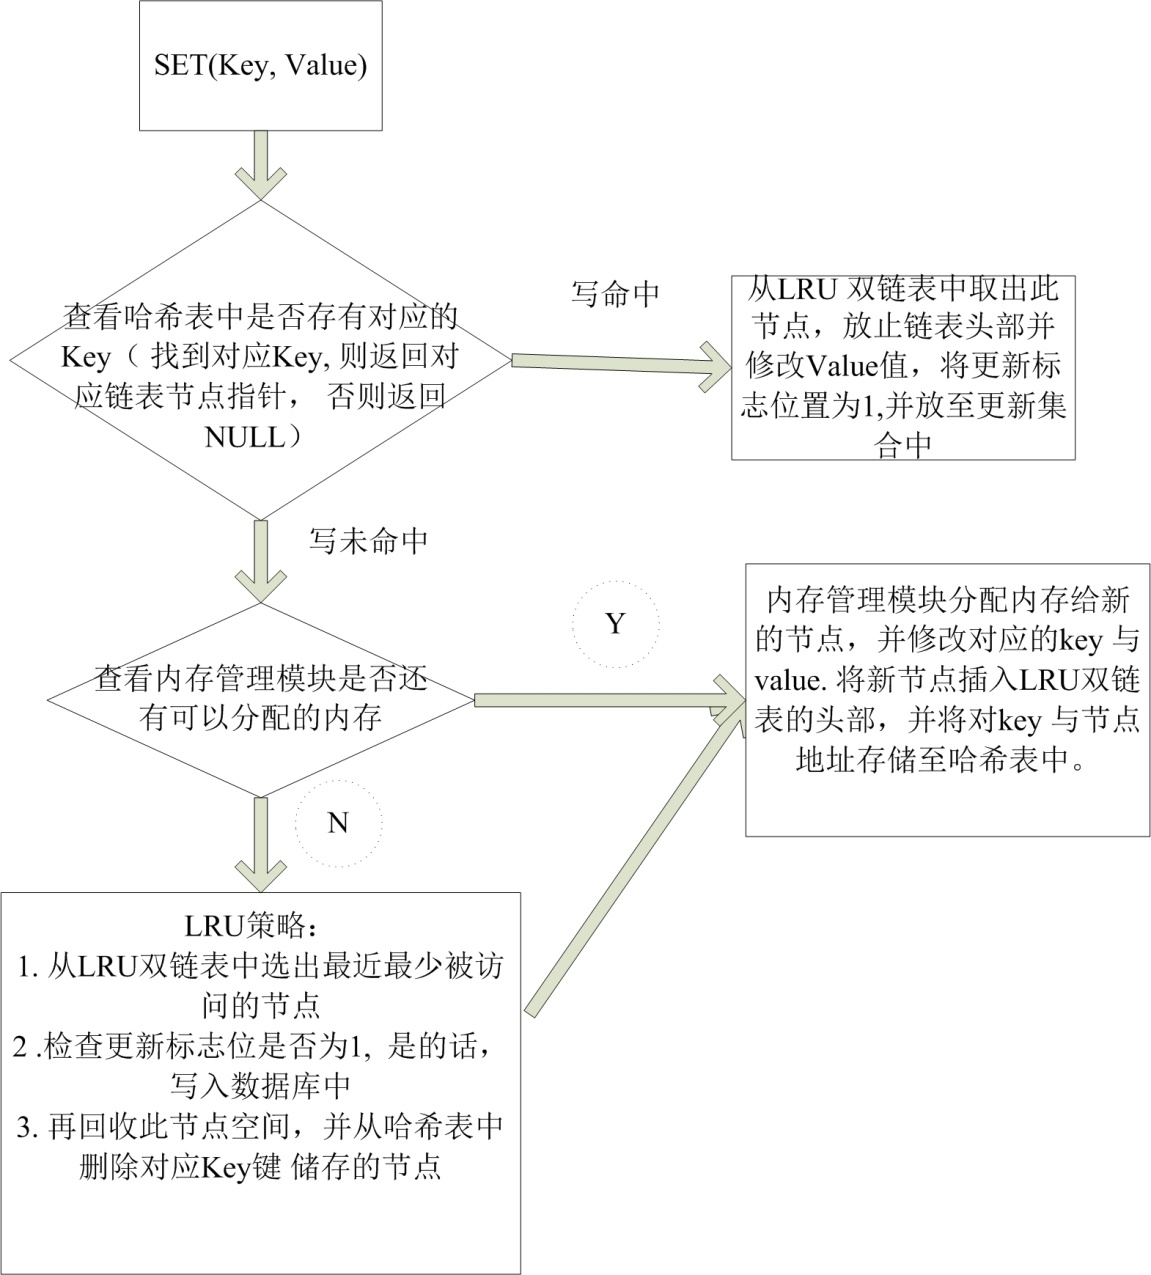 SET(Key, Value)
查看哈希表中是否存有对应的
Key（ 找到对应Key, 则返回对
应链表节点指针， 否则返回
NULL）
写命中
从LRU 双链表中取出此
节点，放止链表头部并
修改Value值，将更新标
志位置为1,并放至更新集
合中
写未命中
查看内存管理模块是否还
有可以分配的内存
Y
内存管理模块分配内存给新
的节点，并修改对应的key 与
value. 将新节点插入LRU双链
表的头部，并将对key 与节点
地址存储至哈希表中。
N
LRU策略：
1. 从LRU双链表中选出最近最少被访
问的节点
2 .检查更新标志位是否为1, 是的话，
写入数据库中
3. 再回收此节点空间，并从哈希表中
删除对应Key键 储存的节点